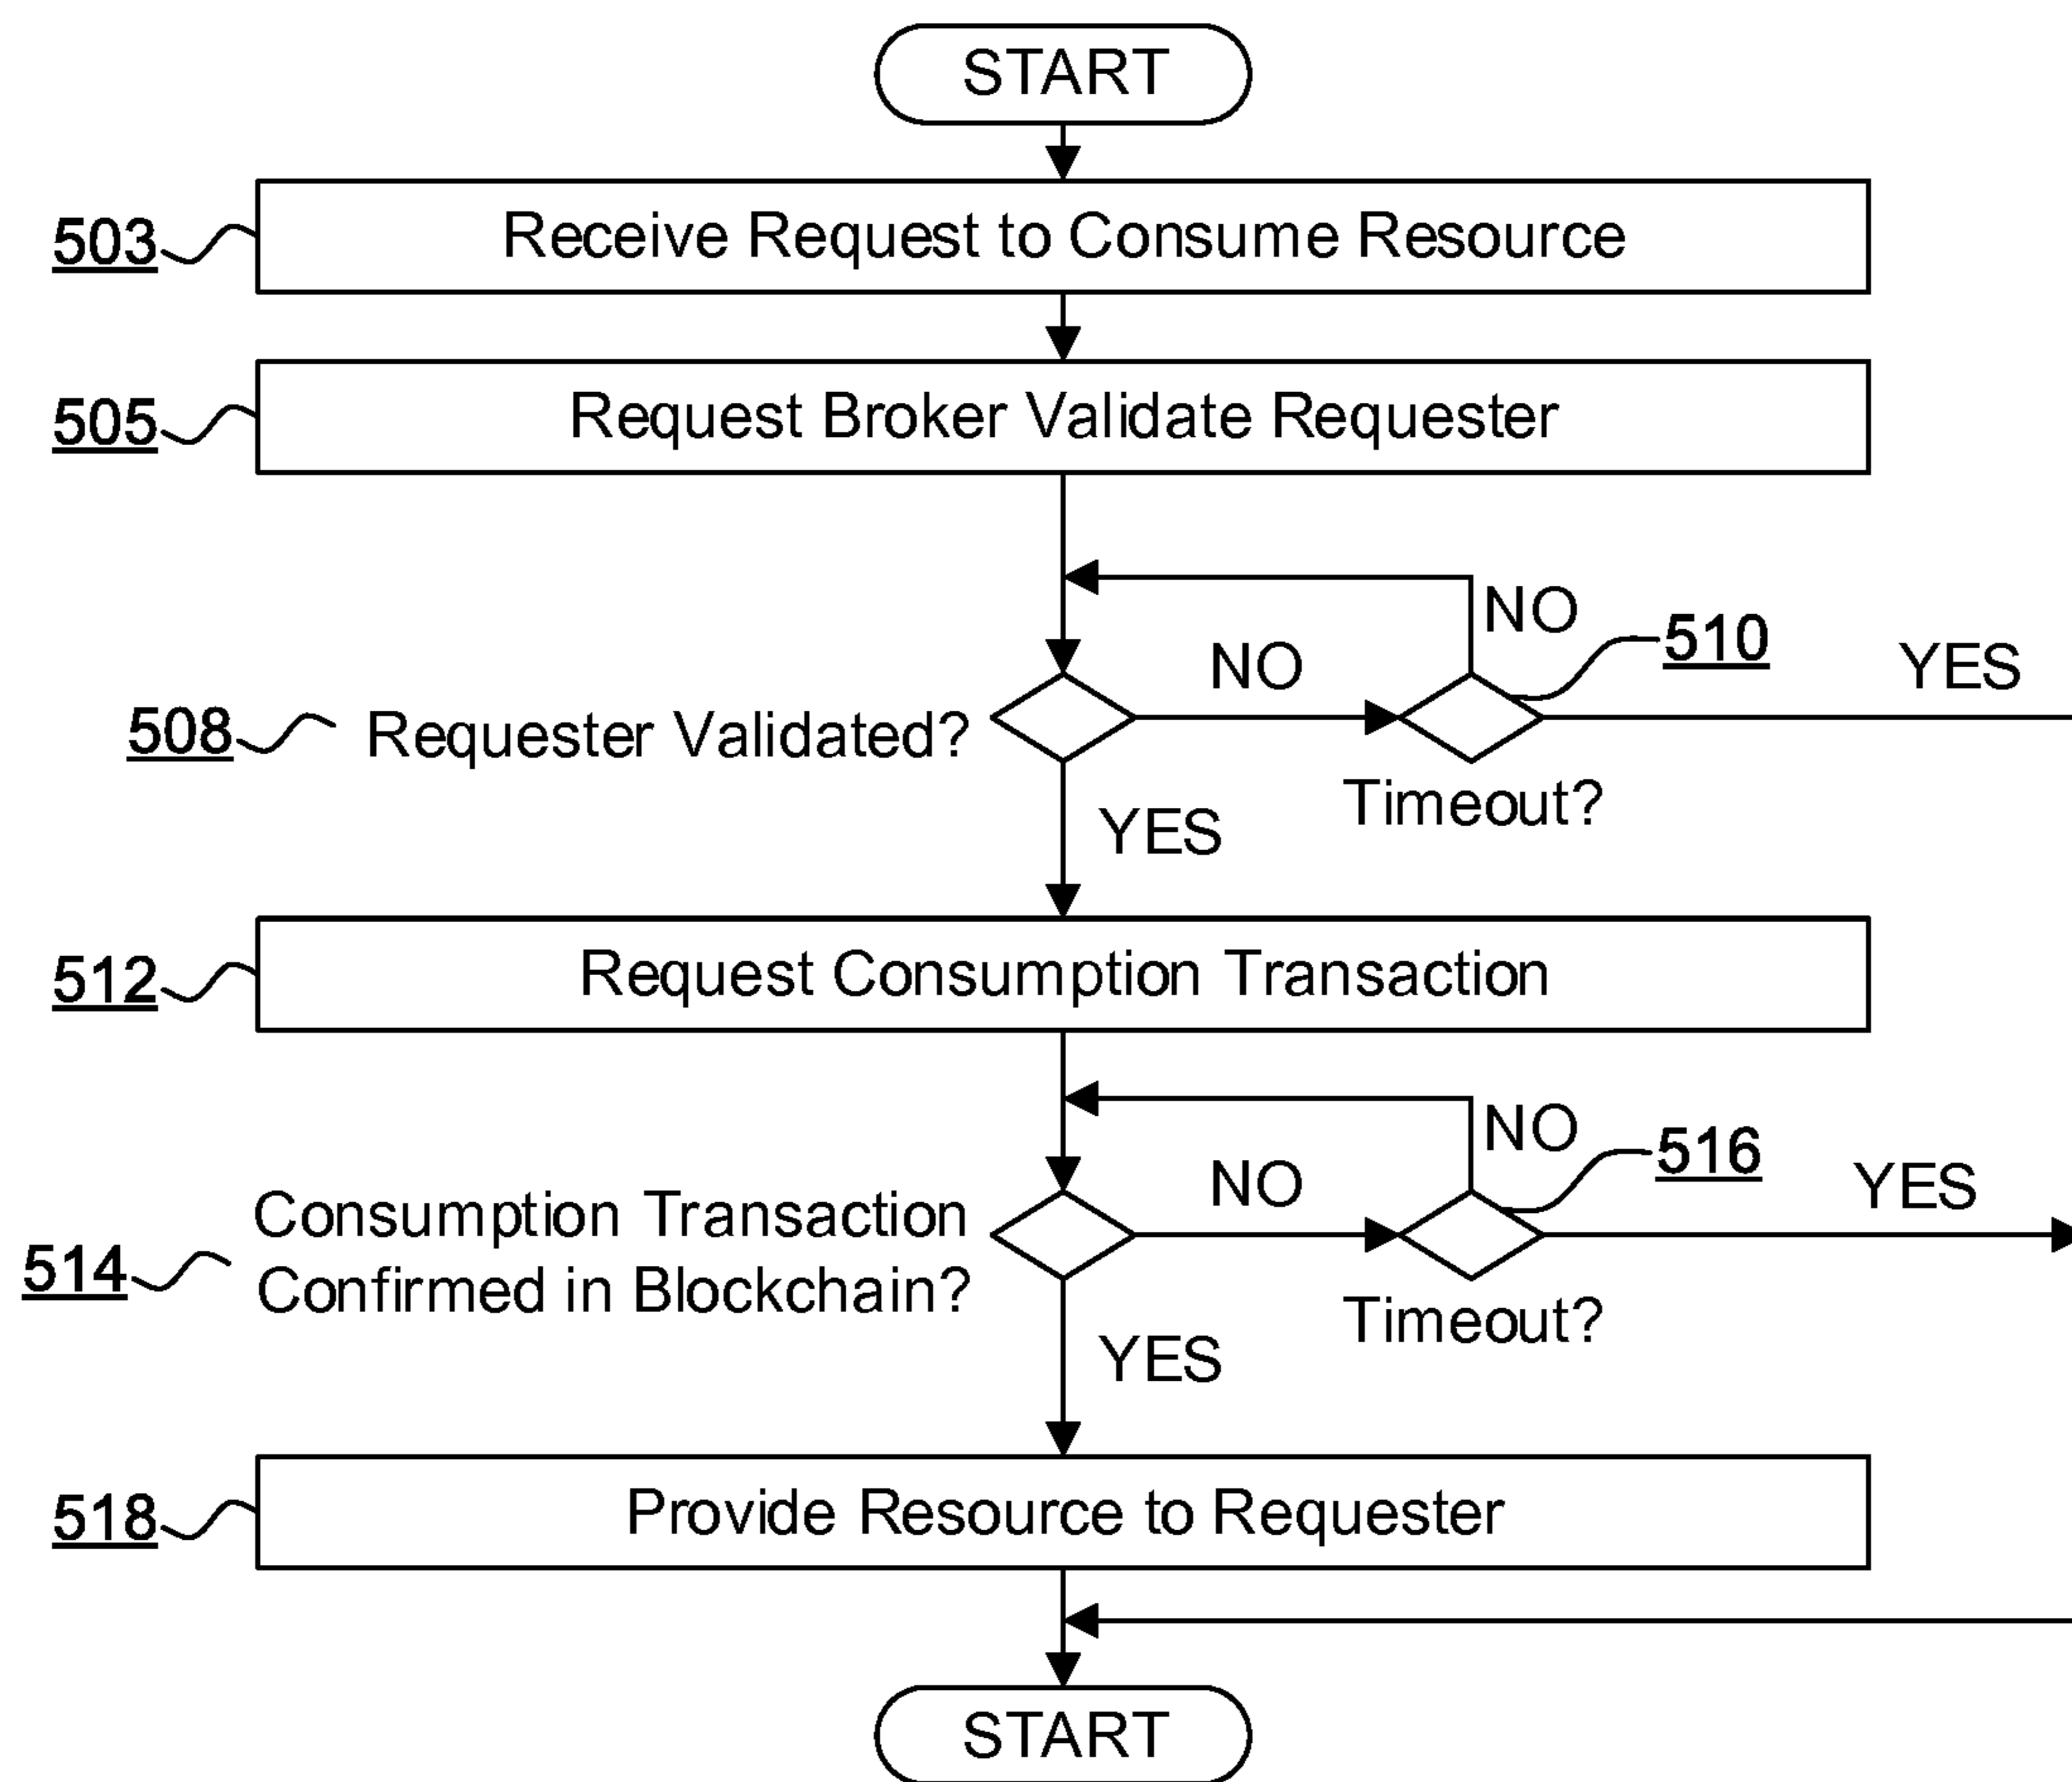 START
503 Receive Request to Consume Resource
505 Request Broker Validate Requester
NO
510
NO
YES
508 Requester Validated?
Timeout?
YES
512 Request Consumption Transaction
NO
516
NO
YES
Consumption Transaction
514
Confirmed in Blockchain?
Timeout?
YES
518 Provide Resource to Requester
START